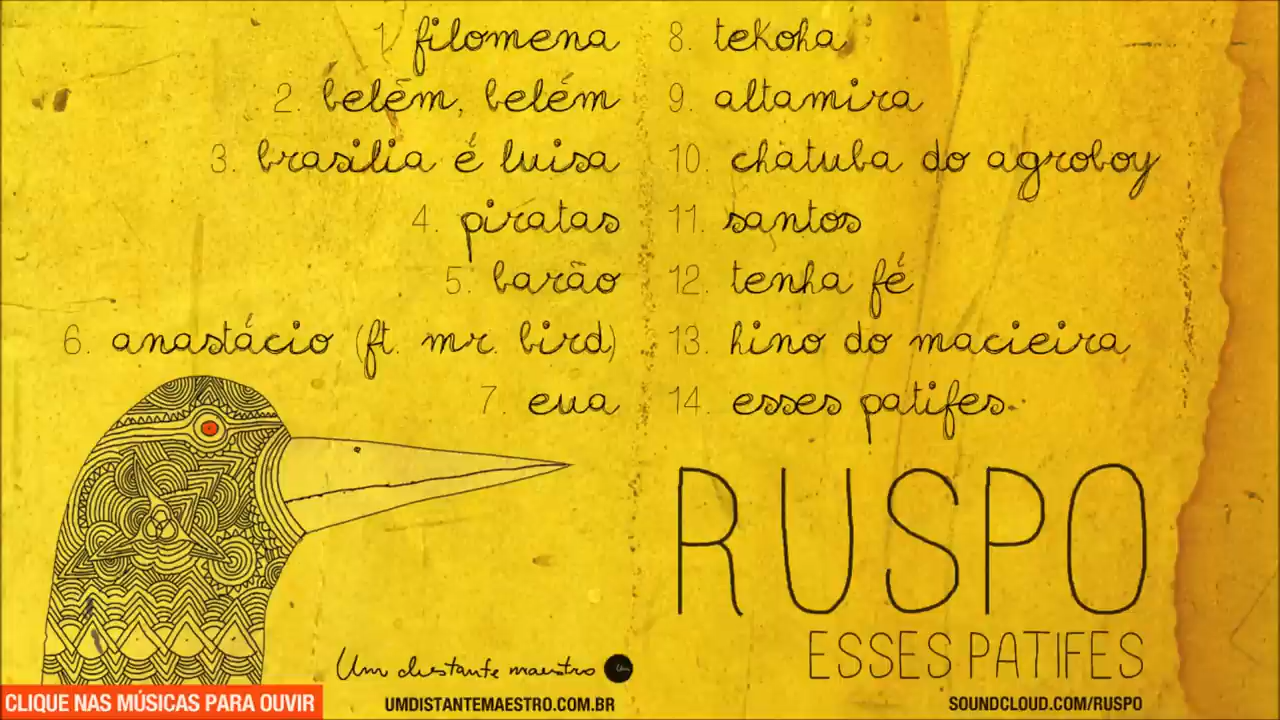 1. filomena
2. belém, belém
3. brasilia é luisa
4. piratas
5. barão
6. anastácio (ft. mr. bird)
7. eua
8. tekoha
9. altamira
10. chatuba do agroboy
11. santos
12. tenha fé
13. hino do macieira
14. esses patifes.
RUSPO
ESSES PATIFES
Um distante maestro
CLIQUE NAS MÚSICAS PARA OUVIR
UMDISTANTEMAESTRO.COM.BR
SOUNDCLOUD.COM/RUSPO